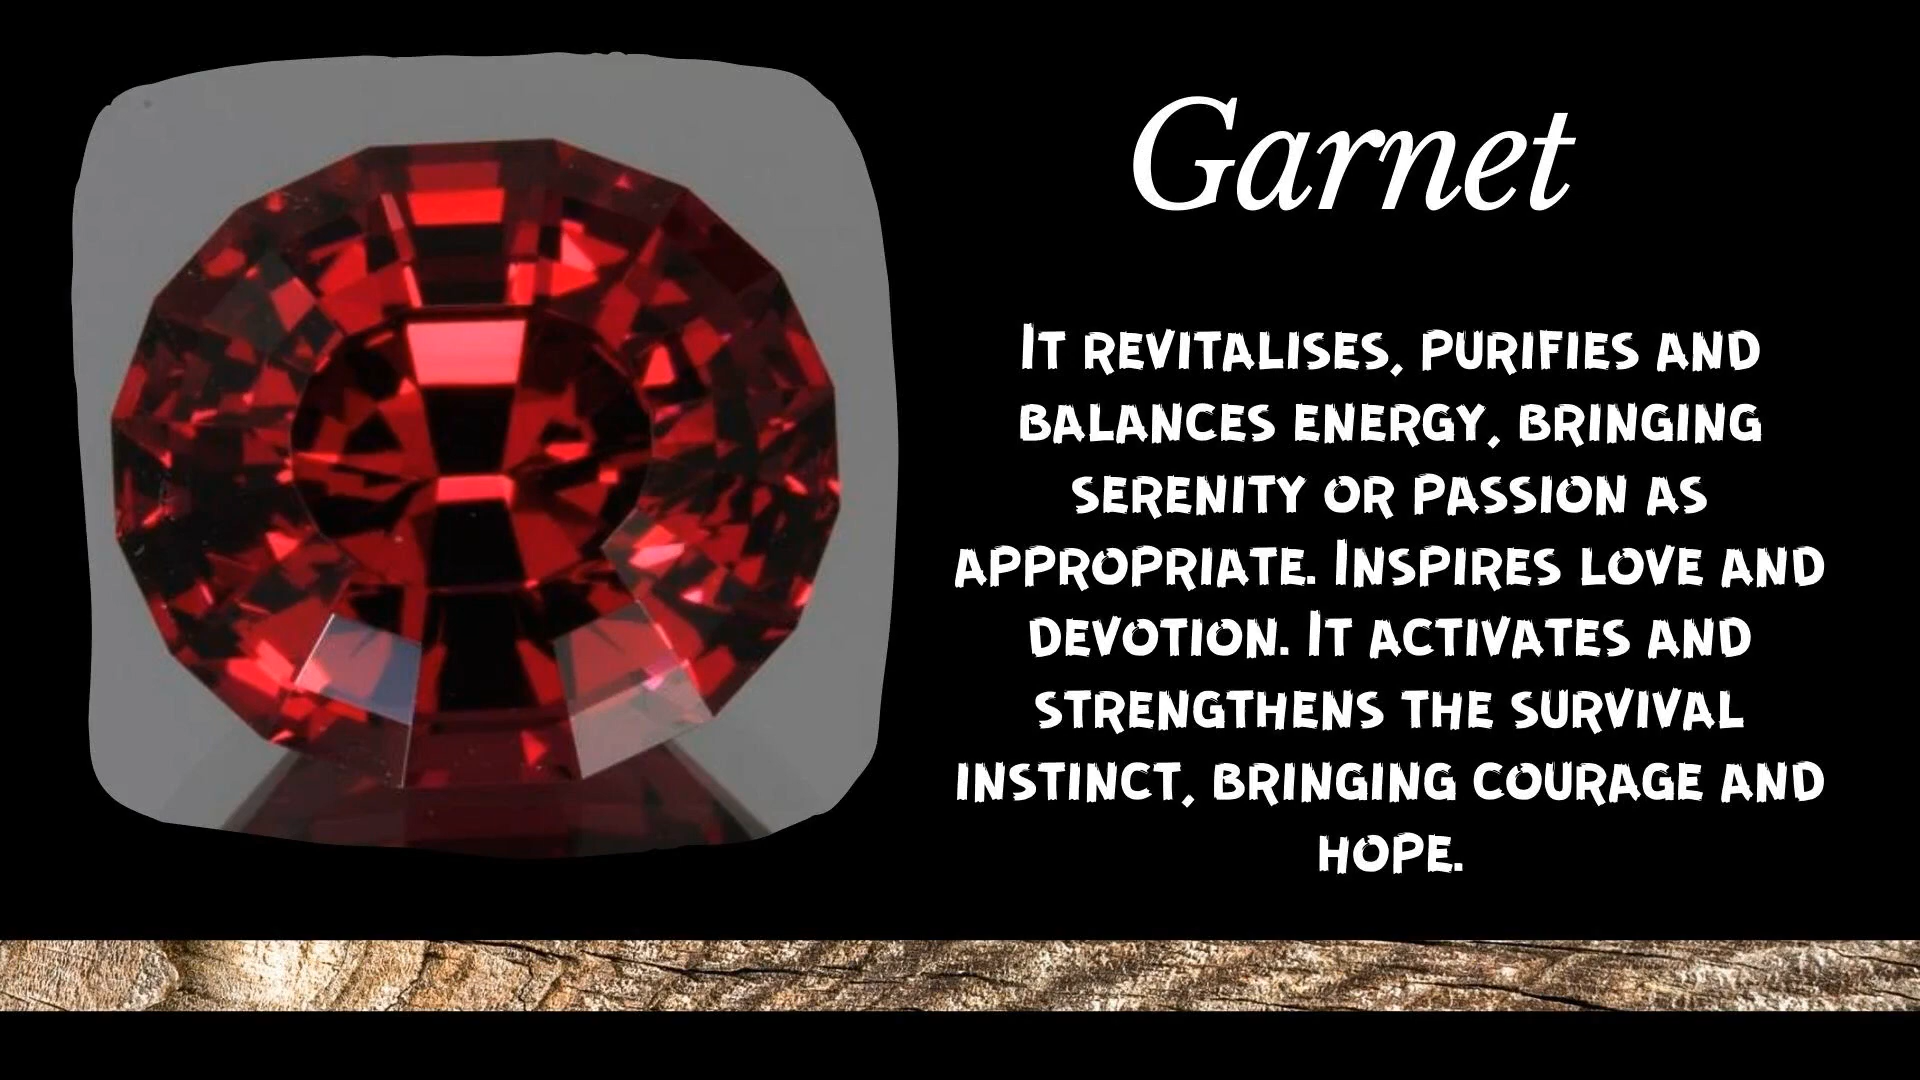 Garnet
It revitalises, purifies and
balances energy, bringing
serenity or passion as
appropriate. Inspires love and
devotion. It activates and
strengthens the survival
instinct, bringing courage and
hope.